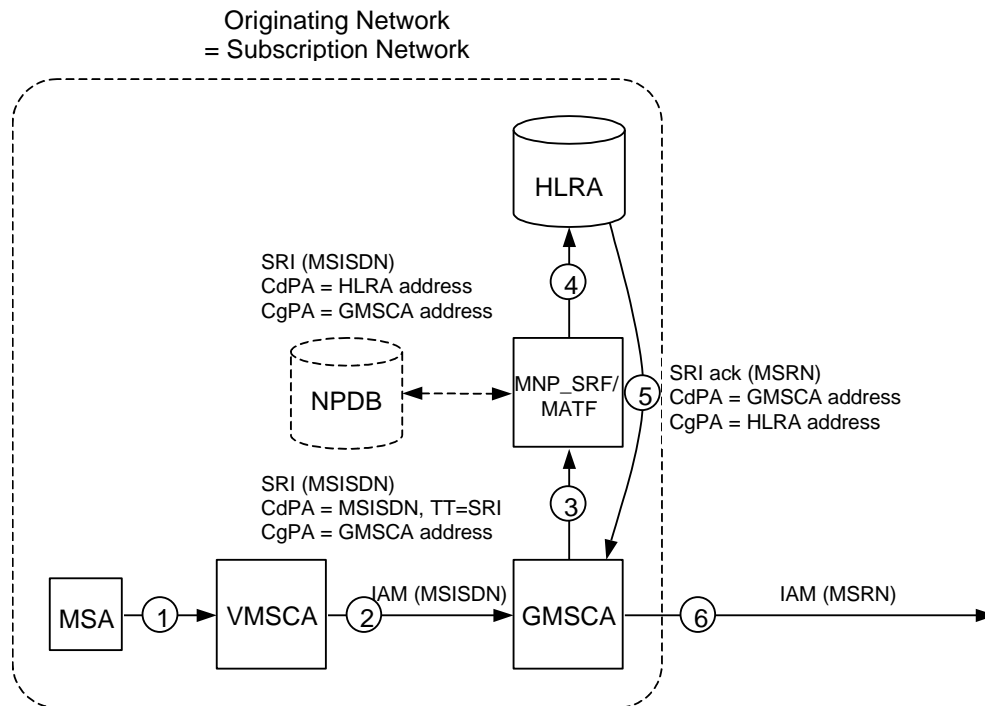 Originating Network
= Subscription Network
HLRA
SRI (MSISDN)
CdPA = HLRA address
CgPA = GMSCA address
4
NPDB
MNP_SRF/
MATF
5
SRI ack (MSRN)
CdPA = GMSCA address
CgPA = HLRA address
SRI (MSISDN)
CdPA = MSISDN, TT=SRI
CgPA = GMSCA address
3
MSA
1
VMSCA
2
IAM (MSISDN)
GMSCA
6
IAM (MSRN)